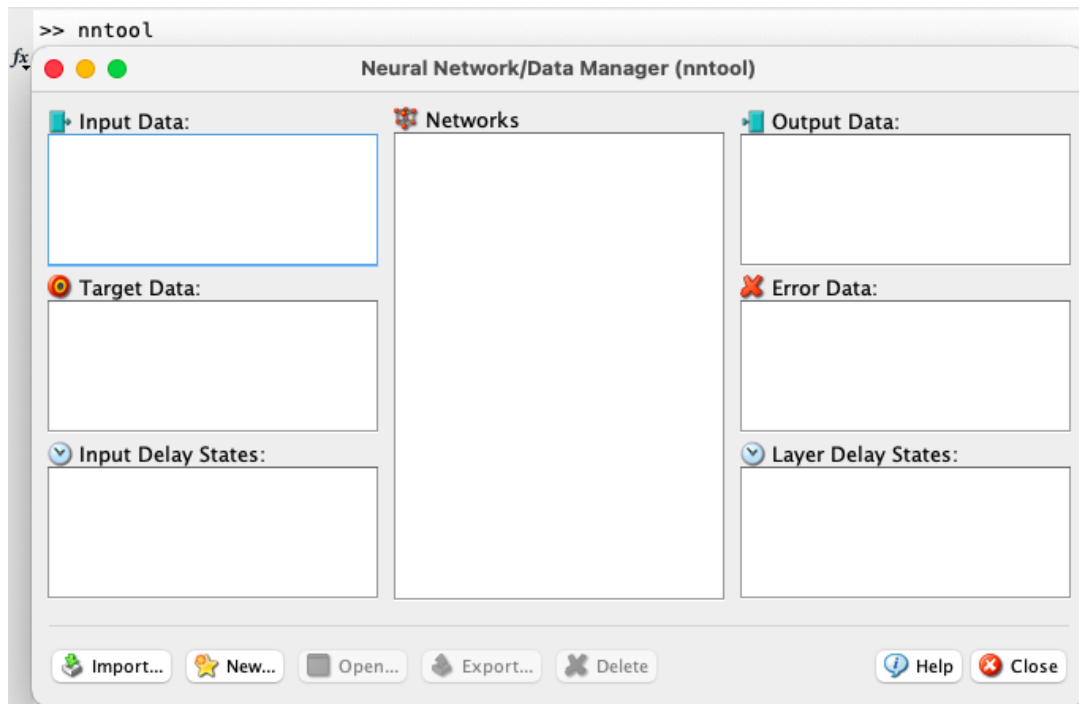 >> nntool
fx
Neural Network/Data Manager (nntool)
Input Data:
Networks
Output Data:
Target Data:
Error Data:
Input Delay States:
Layer Delay States:
Import...
New...
Open...
Export...
Delete
Help
Close